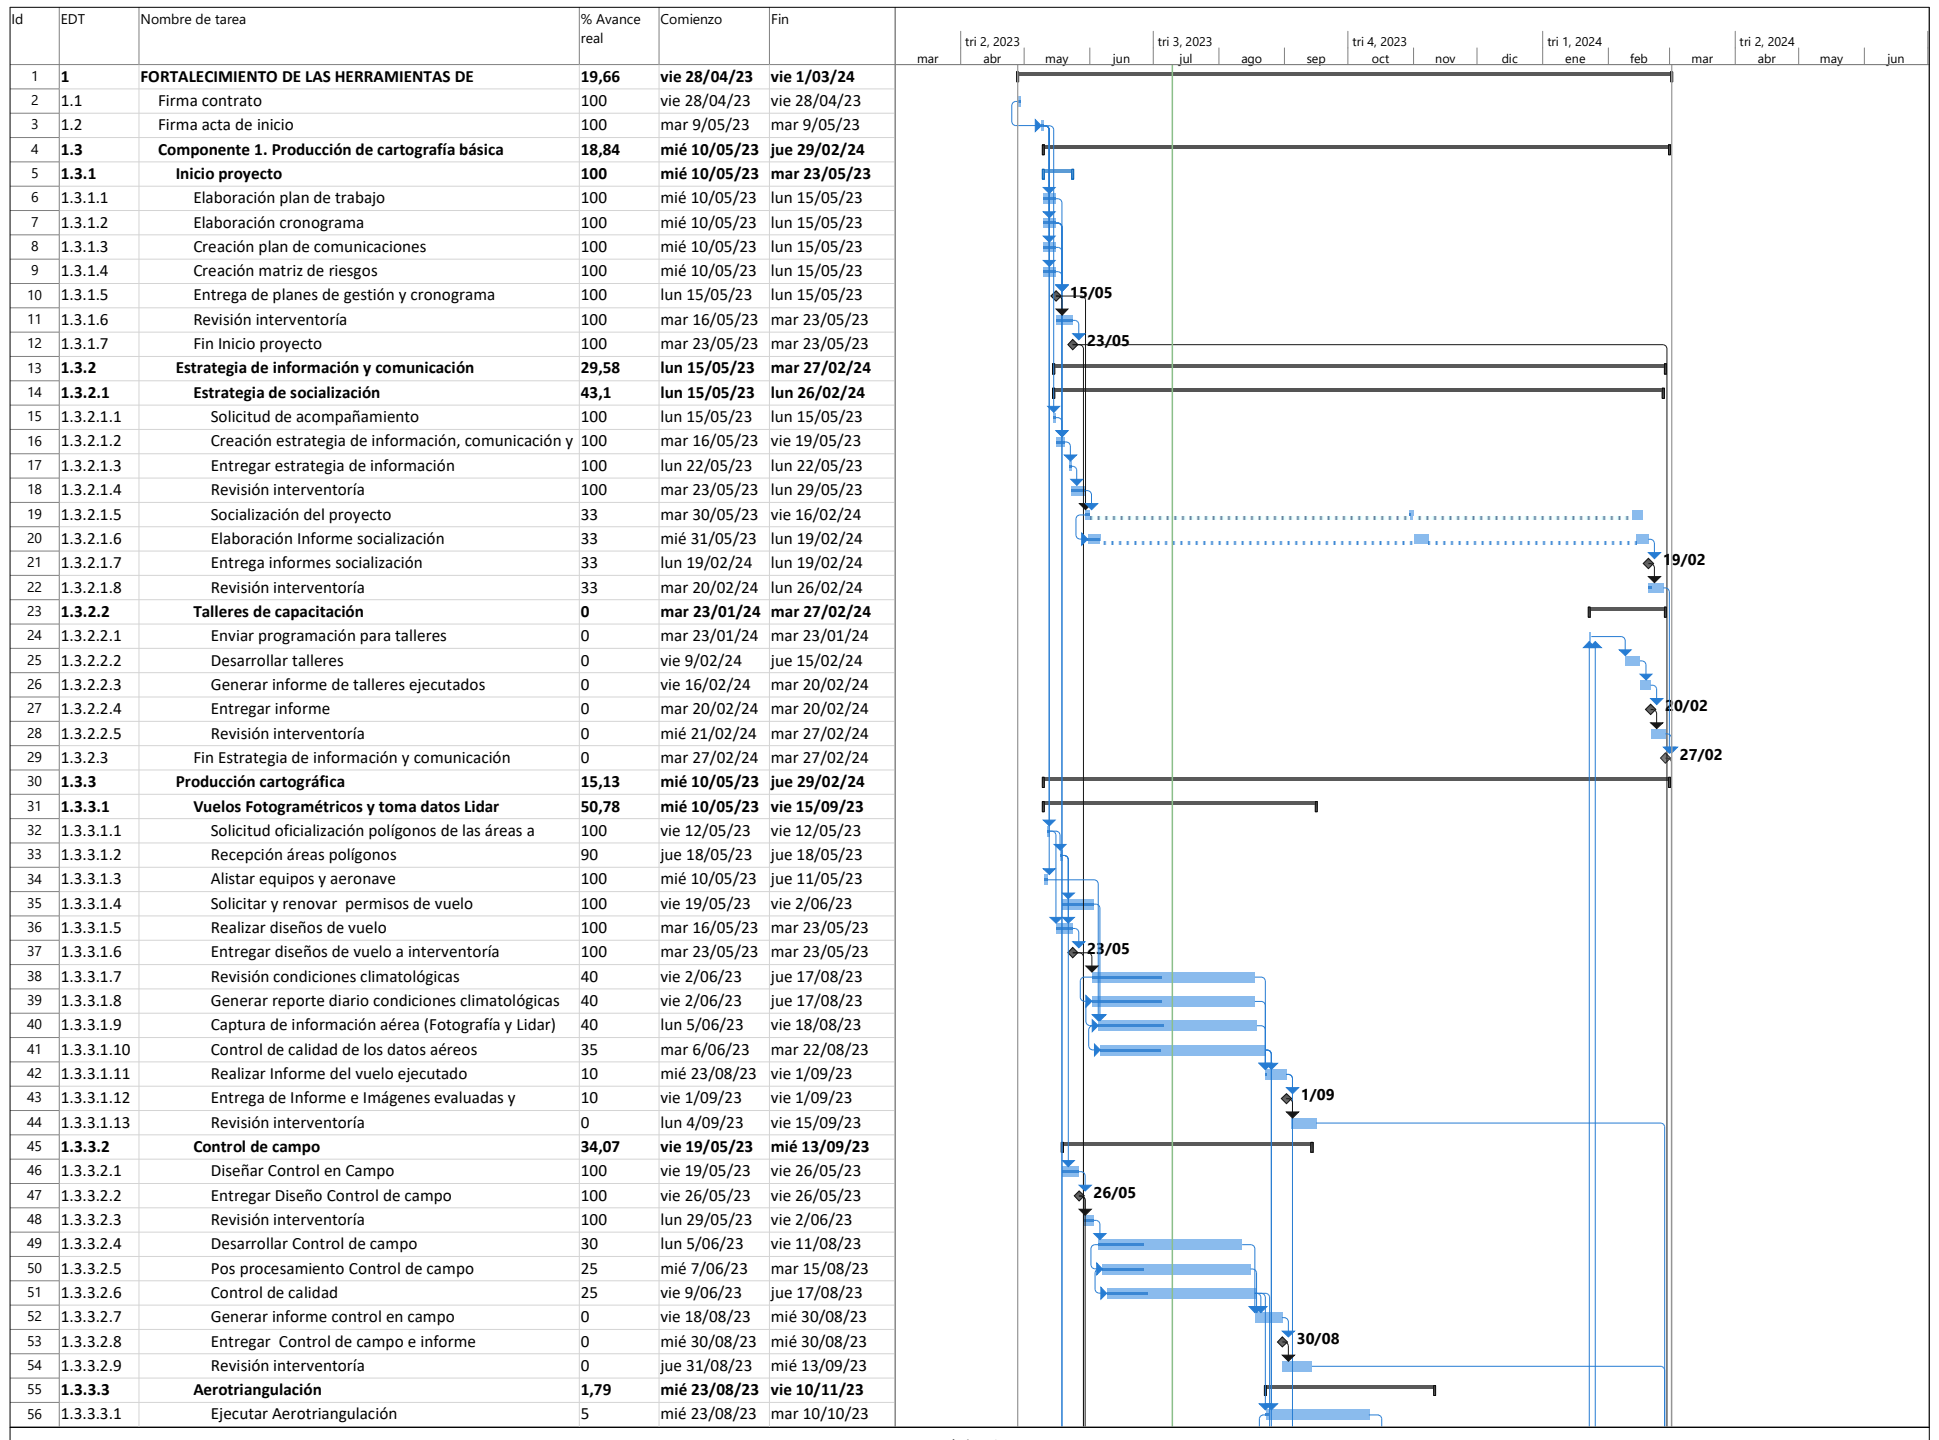 Id EDT Nombre de tarea % Avance real Comienzo Fin
tri 2, 2023 tri 3, 2023 tri 4, 2023 tri 1, 2024 tri 2, 2024
mar abr may jun jul ago sep oct nov dic ene feb mar abr may jun
1 1 FORTALECIMIENTO DE LAS HERRAMIENTAS DE 19,66 vie 28/04/23 vie 1/03/24
2 1.1 Firma contrato 100 vie 28/04/23 vie 28/04/23
3 1.2 Firma acta de inicio 100 mar 9/05/23 mar 9/05/23
4 1.3 Componente 1. Producción de cartografía básica 18,84 mié 10/05/23 jue 29/02/24
5 1.3.1 Inicio proyecto 100 mié 10/05/23 mar 23/05/23
6 1.3.1.1 Elaboración plan de trabajo 100 mié 10/05/23 lun 15/05/23
7 1.3.1.2 Elaboración cronograma 100 mié 10/05/23 lun 15/05/23
8 1.3.1.3 Creación plan de comunicaciones 100 mié 10/05/23 lun 15/05/23
9 1.3.1.4 Creación matriz de riesgos 100 mié 10/05/23 lun 15/05/23
10 1.3.1.5 Entrega de planes de gestión y cronograma 100 lun 15/05/23 lun 15/05/23 15/05
11 1.3.1.6 Revisión interventoría 100 mar 16/05/23 mar 23/05/23
12 1.3.1.7 Fin Inicio proyecto 100 mar 23/05/23 mar 23/05/23 23/05
13 1.3.2 Estrategia de información y comunicación 29,58 lun 15/05/23 mar 27/02/24
14 1.3.2.1 Estrategia de socialización 43,1 lun 15/05/23 lun 26/02/24
15 1.3.2.1.1 Solicitud de acompañamiento 100 lun 15/05/23 lun 15/05/23
16 1.3.2.1.2 Creación estrategia de información, comunicación y 100 mar 16/05/23 vie 19/05/23
17 1.3.2.1.3 Entregar estrategia de información 100 lun 22/05/23 lun 22/05/23
18 1.3.2.1.4 Revisión interventoría 100 mar 23/05/23 lun 29/05/23
19 1.3.2.1.5 Socialización del proyecto 33 mar 30/05/23 vie 16/02/24
20 1.3.2.1.6 Elaboración Informe socialización 33 mié 31/05/23 lun 19/02/24
21 1.3.2.1.7 Entrega informes socialización 33 lun 19/02/24 lun 19/02/24 19/02
22 1.3.2.1.8 Revisión interventoría 33 mar 20/02/24 lun 26/02/24
23 1.3.2.2 Talleres de capacitación 0 mar 23/01/24 mar 27/02/24
24 1.3.2.2.1 Enviar programación para talleres 0 mar 23/01/24 mar 23/01/24
25 1.3.2.2.2 Desarrollar talleres 0 vie 9/02/24 jue 15/02/24
26 1.3.2.2.3 Generar informe de talleres ejecutados 0 vie 16/02/24 mar 20/02/24
27 1.3.2.2.4 Entregar informe 0 mar 20/02/24 mar 20/02/24 20/02
28 1.3.2.2.5 Revisión interventoría 0 mié 21/02/24 mar 27/02/24
29 1.3.2.3 Fin Estrategia de información y comunicación 0 mar 27/02/24 mar 27/02/24 27/02
30 1.3.3 Producción cartográfica 15,13 mié 10/05/23 jue 29/02/24
31 1.3.3.1 Vuelos Fotogramétricos y toma datos Lidar 50,78 mié 10/05/23 vie 15/09/23
32 1.3.3.1.1 Solicitud oficialización polígonos de las áreas a 100 vie 12/05/23 vie 12/05/23
33 1.3.3.1.2 Recepción áreas polígonos 90 jue 18/05/23 jue 18/05/23
34 1.3.3.1.3 Alistar equipos y aeronave 100 mié 10/05/23 jue 11/05/23
35 1.3.3.1.4 Solicitar y renovar permisos de vuelo 100 vie 19/05/23 vie 2/06/23
36 1.3.3.1.5 Realizar diseños de vuelo 100 mar 16/05/23 mar 23/05/23
37 1.3.3.1.6 Entregar diseños de vuelo a interventoría 100 mar 23/05/23 mar 23/05/23 23/05
38 1.3.3.1.7 Revisión condiciones climatológicas 40 vie 2/06/23 jue 17/08/23
39 1.3.3.1.8 Generar reporte diario condiciones climatológicas 40 vie 2/06/23 jue 17/08/23
40 1.3.3.1.9 Captura de información aérea (Fotografía y Lidar) 40 lun 5/06/23 vie 18/08/23
41 1.3.3.1.10 Control de calidad de los datos aéreos 35 mar 6/06/23 mar 22/08/23
42 1.3.3.1.11 Realizar Informe del vuelo ejecutado 10 mié 23/08/23 vie 1/09/23
43 1.3.3.1.12 Entrega de Informe e Imágenes evaluadas y 10 vie 1/09/23 vie 1/09/23 1/09
44 1.3.3.1.13 Revisión interventoría 0 lun 4/09/23 vie 15/09/23
45 1.3.3.2 Control de campo 34,07 vie 19/05/23 mié 13/09/23
46 1.3.3.2.1 Diseñar Control en Campo 100 vie 19/05/23 vie 26/05/23
47 1.3.3.2.2 Entregar Diseño Control de campo 100 vie 26/05/23 vie 26/05/23 26/05
48 1.3.3.2.3 Revisión interventoría 100 lun 29/05/23 vie 2/06/23
49 1.3.3.2.4 Desarrollar Control de campo 30 lun 5/06/23 vie 11/08/23
50 1.3.3.2.5 Pos procesamiento Control de campo 25 mié 7/06/23 mar 15/08/23
51 1.3.3.2.6 Control de calidad 25 vie 9/06/23 jue 17/08/23
52 1.3.3.2.7 Generar informe control en campo 0 vie 18/08/23 mié 30/08/23
53 1.3.3.2.8 Entregar Control de campo e informe 0 mié 30/08/23 mié 30/08/23 30/08
54 1.3.3.2.9 Revisión interventoría 0 jue 31/08/23 mié 13/09/23
55 1.3.3.3 Aerotriangulación 1,79 mié 23/08/23 vie 10/11/23
56 1.3.3.3.1 Ejecutar Aerotriangulación 5 mié 23/08/23 mar 10/10/23